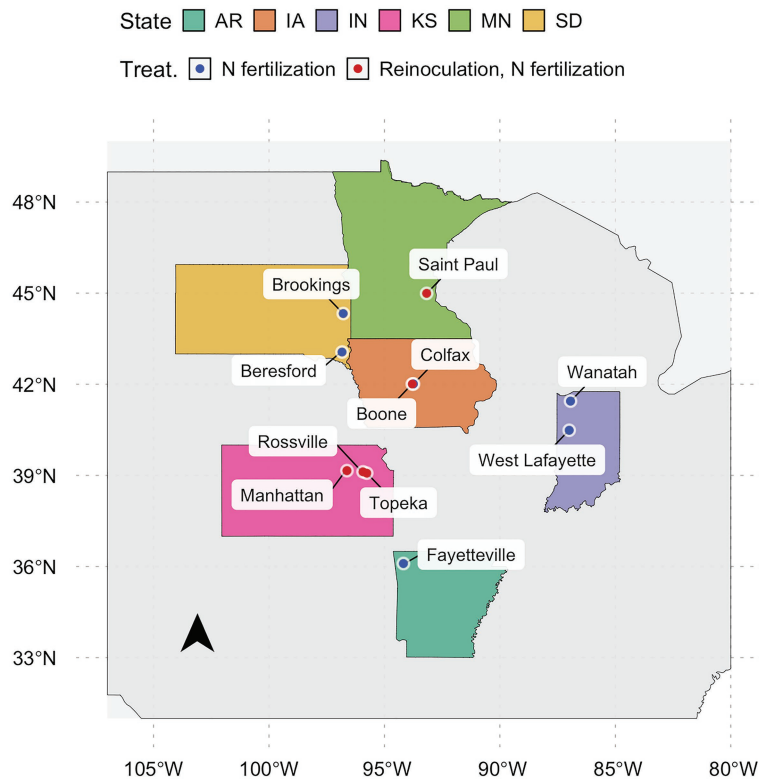 State AR IA IN KS MN SD
Treat. N fertilization Reinoculation, N fertilization
48°N
Saint Paul
Brookings
45°N
Colfax
Beresford
Wanatah
42°N
Boone
Rossville
West Lafayette
39°N
Manhattan
Topeka
Fayetteville
36°N
33°N
105°W 100°W 95°W 90°W 85°W 80°W